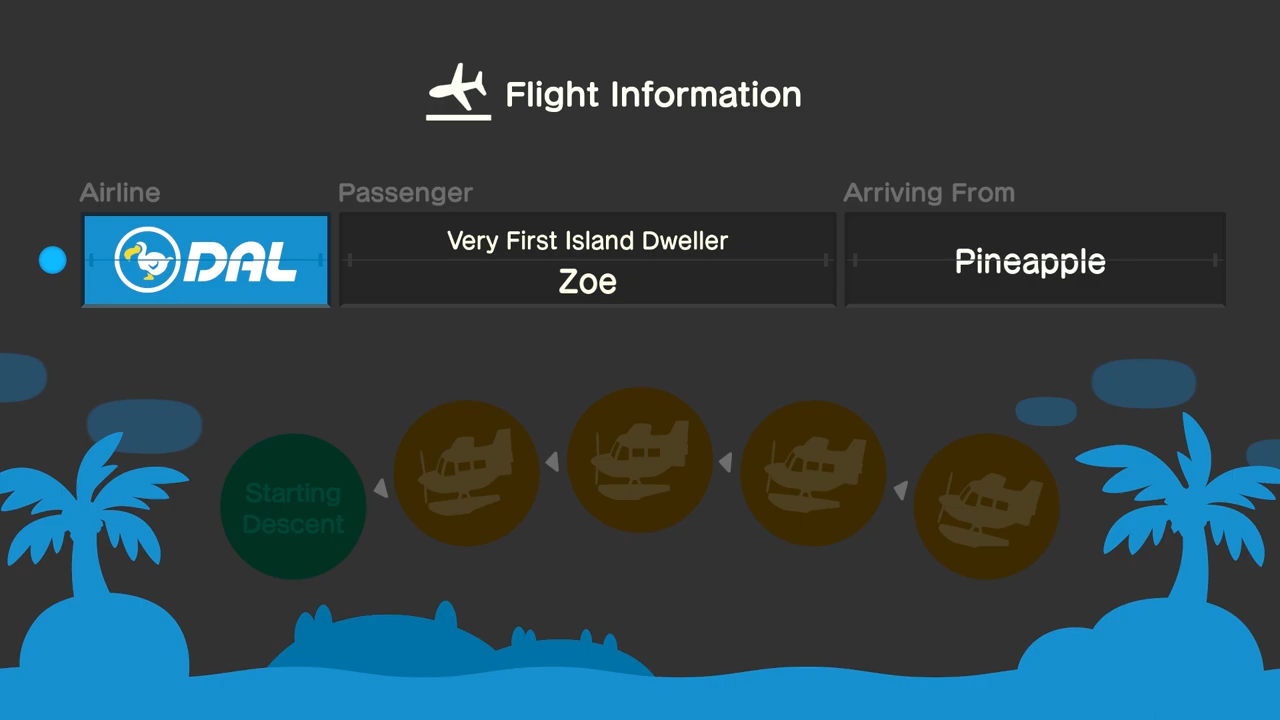 Flight Information
Airline
Passenger
Arriving From
DAL
Very First Island Dweller
Zoe
Pineapple
Starting
Descent